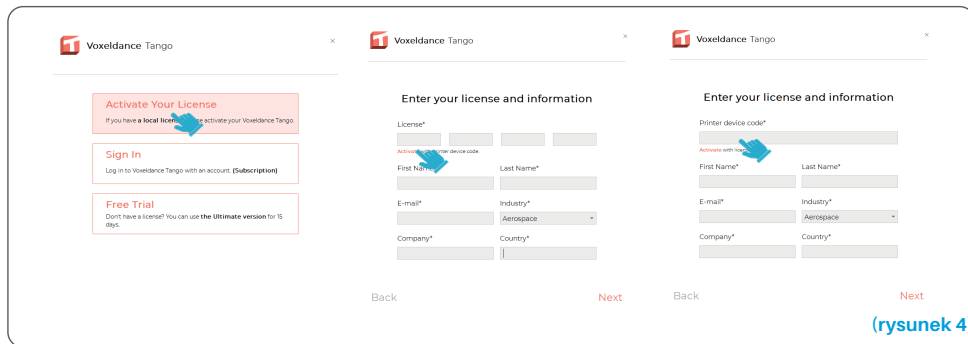 Voxeldance Tango
×
Activate Your License
If you have a local licen e activate your Voxeldance Tango.
Sign In
Log in to Voxeldance Tango with an account. (Subscription)
Free Trial
Don't have a license? You can use the Ultimate version for 15
days.
Voxeldance Tango
×
Enter your license and information
License*
Activat nter device code.
First Name* Last Name*
E-mail* Industry*
Aerospace
Company* Country*
Back Next
Voxeldance Tango
×
Enter your license and information
Printer device code*
Activate with licen
First Name* Last Name*
E-mail* Industry*
Aerospace
Company* Country*
Back Next
(rysunek 4